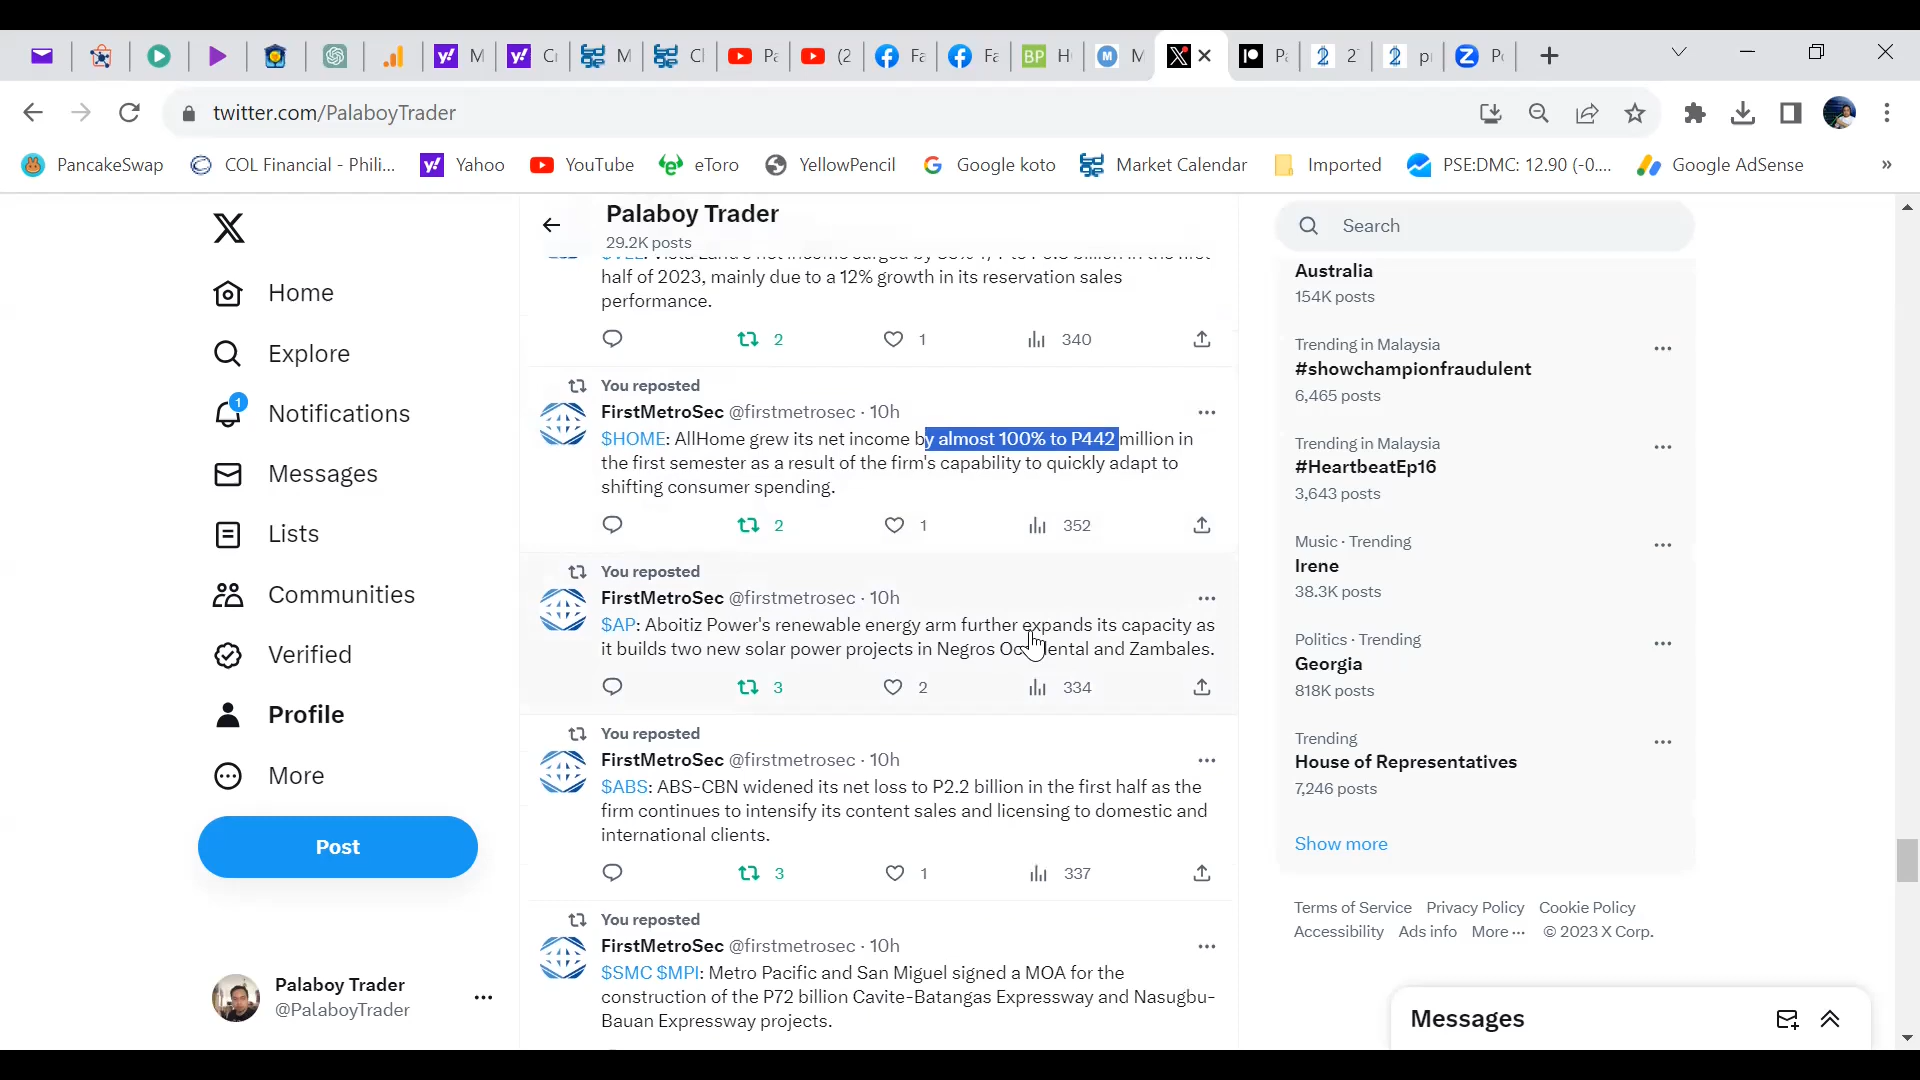 M
Cr
M
Cl
Pa
(2
Fa
Fa
BP
H
M
Pa
2
pi
Po
twitter.com/PalaboyTrader
PancakeSwap
COL Financial - Phili...
Yahoo
YouTube
eToro
YellowPencil
Google koto
Market Calendar
Imported
PSE:DMC: 12.90 (-0....
Google AdSense
»
X
Home
Explore
1
Notifications
Messages
Lists
Communities
Verified
Profile
More
Post
Palaboy Trader
@PalaboyTrader
Palaboy Trader
29.2K posts
half of 2023, mainly due to a 12% growth in its reservation sales
performance.
2
1
340
You reposted
FirstMetroSec @firstmetrosec · 10h
$HOME: AllHome grew its net income by almost 100% to P442 million in
the first semester as a result of the firm's capability to quickly adapt to
shifting consumer spending.
2
1
352
You reposted
FirstMetroSec @firstmetrosec · 10h
$AP: Aboitiz Power's renewable energy arm further expands its capacity as
it builds two new solar power projects in Negros Occidental and Zambales.
3
2
334
You reposted
FirstMetroSec @firstmetrosec · 10h
$ABS: ABS-CBN widened its net loss to P2.2 billion in the first half as the
firm continues to intensify its content sales and licensing to domestic and
international clients.
3
1
337
You reposted
FirstMetroSec @firstmetrosec · 10h
$SMC $MPI: Metro Pacific and San Miguel signed a MOA for the
construction of the P72 billion Cavite-Batangas Expressway and Nasugbu-
Bauan Expressway projects.
Search
Australia
154K posts
Trending in Malaysia
#showchampionfraudulent
6,465 posts
Trending in Malaysia
#HeartbeatEp16
3,643 posts
Music · Trending
Irene
38.3K posts
Politics · Trending
Georgia
818K posts
Trending
House of Representatives
7,246 posts
Show more
Terms of Service Privacy Policy Cookie Policy
Accessibility Ads info More ··· © 2023 X Corp.
Messages